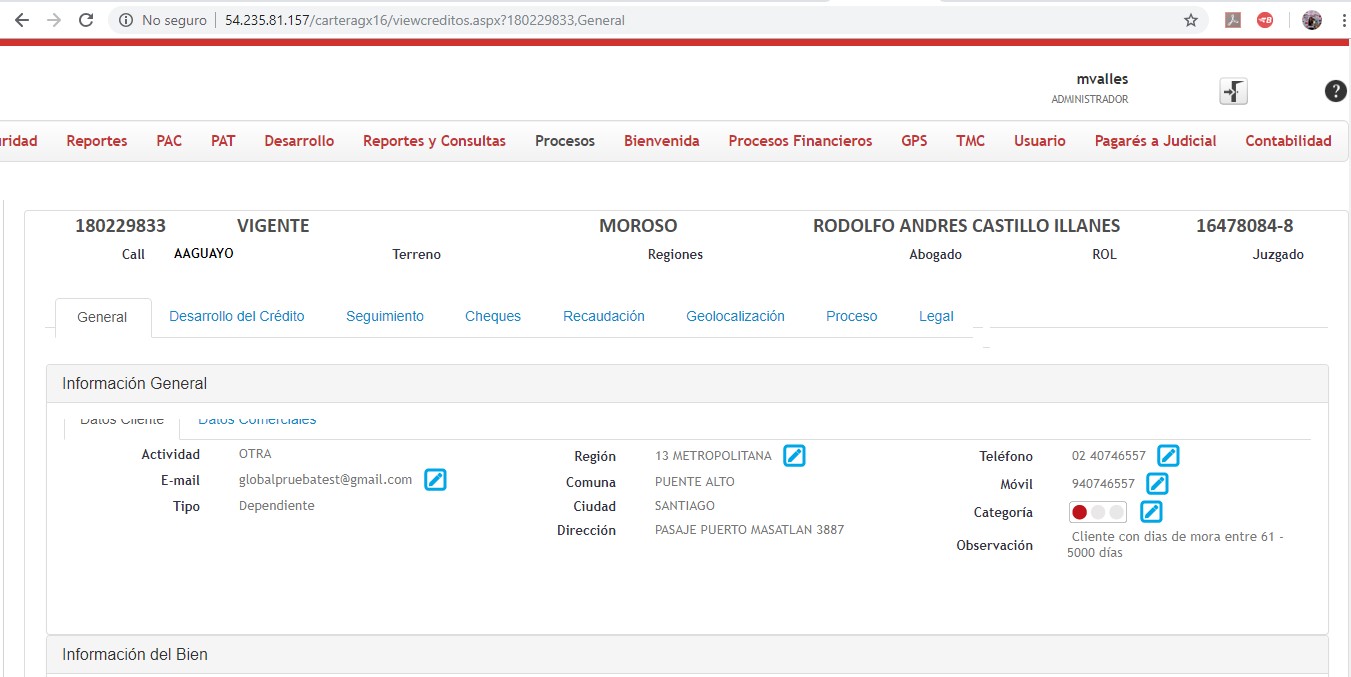 No seguro 54.235.81.157/carteragx16/viewcreditos.aspx?180229833,General
mvalles
ADMINISTRADOR
?
uridad Reportes PAC PAT Desarrollo Reportes y Consultas Procesos Bienvenida Procesos Financieros GPS TMC Usuario Pagarés a Judicial Contabilidad
180229833 VIGENTE MOROSO RODOLFO ANDRES CASTILLO ILLANES 16478084-8
Call AAGUAYO Terreno Regiones Abogado ROL Juzgado
General Desarrollo del Crédito Seguimiento Cheques Recaudación Geolocalización Proceso Legal
Información General
Datos Cliente Datos Comerciales
Actividad OTRA Región 13 METROPOLITANA Teléfono 02 40746557
E-mail globalpruebatest@gmail.com Comuna PUENTE ALTO Móvil 940746557
Tipo Dependiente Ciudad SANTIAGO Categoría
Dirección PASAJE PUERTO MASATLAN 3887 Observación Cliente con dias de mora entre 61 -
5000 días
Información del Bien